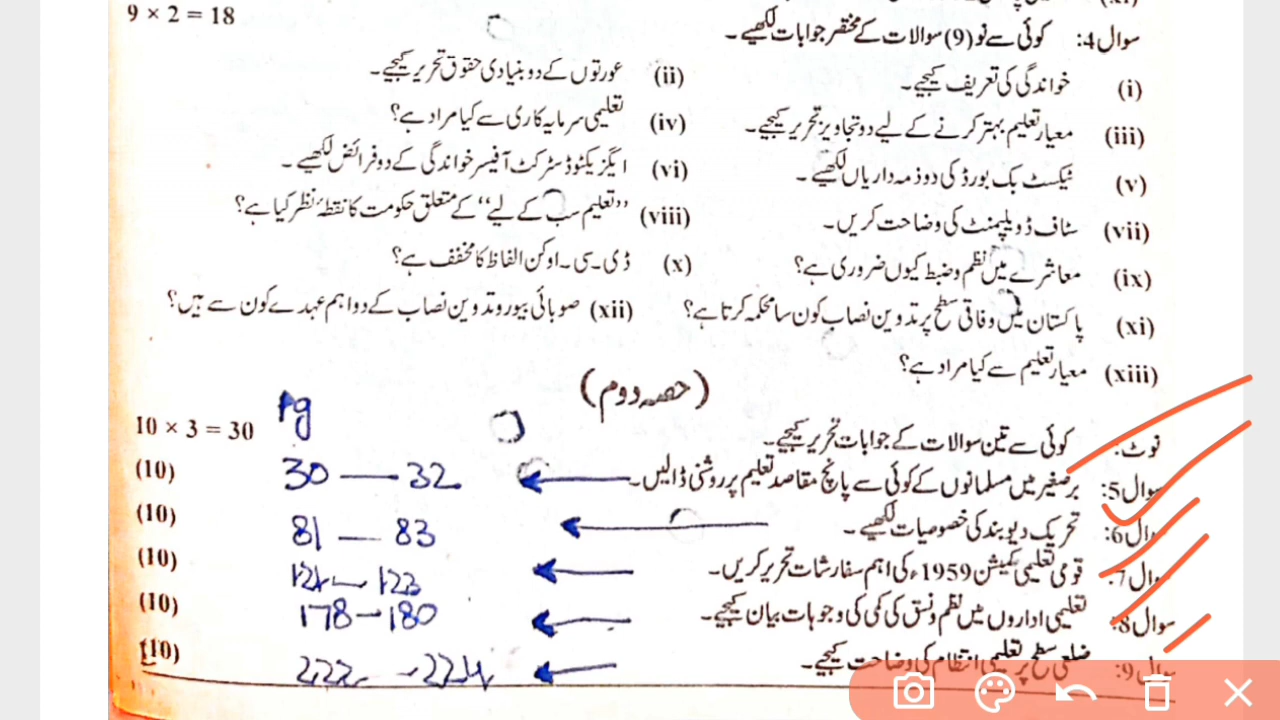 سوال 4: کوئی سے نو (9) سوالات کے مختصر جوابات لکھیے۔ 9 × 2 = 18
(i) خواندگی کی تعریف کیجیے۔ (ii) عورتوں کے دو بنیادی حقوق تحریر کیجیے۔
(iii) معیار تعلیم بہتر کرنے کے لیے دو تجاویز تحریر کیجیے۔ (iv) تعلیمی سرمایہ کاری سے کیا مراد ہے؟
(v) ٹیکسٹ بک بورڈ کی دو ذمہ داریاں لکھیے۔ (vi) ایگزیکٹو ڈسٹرکٹ آفیسر خواندگی کے دو فرائض لکھیے۔
(vii) سٹاف ڈویلپمنٹ کی وضاحت کریں۔ (viii) ”تعلیم سب کے لیے“ کے متعلق حکومت کا نقطۂ نظر کیا ہے؟
(ix) معاشرے میں نظم و ضبط کیوں ضروری ہے؟ (x) ڈی۔سی۔او کن الفاظ کا مخفف ہے؟
(xi) پاکستان میں وفاقی سطح پر تدوین نصاب کون سا محکمہ کرتا ہے؟ (xii) صوبائی بیورو تدوین نصاب کے دو اہم عہدے کون سے ہیں؟
(xiii) معیار تعلیم سے کیا مراد ہے؟
(حصہ دوم)
Pg
نوٹ: کوئی سے تین سوالات کے جوابات تحریر کیجیے۔ 10 × 3 = 30
سوال 5: برصغیر میں مسلمانوں کے کوئی سے پانچ مقاصد تعلیم پر روشنی ڈالیں۔ 30 — 32 (10)
سوال 6: تحریک دیوبند کی خصوصیات لکھیے۔ 81 — 83 (10)
سوال 7: قومی تعلیمی کمیشن 1959ء کی اہم سفارشات تحریر کریں۔ 121 — 123 (10)
سوال 8: تعلیمی اداروں میں نظم و نسق کی کمی کی وجوہات بیان کیجیے۔ 178 — 180 (10)
سوال 9: ضلعی سطح پر تعلیمی انتظام کی وضاحت کیجیے۔ 222 — 224 (10)